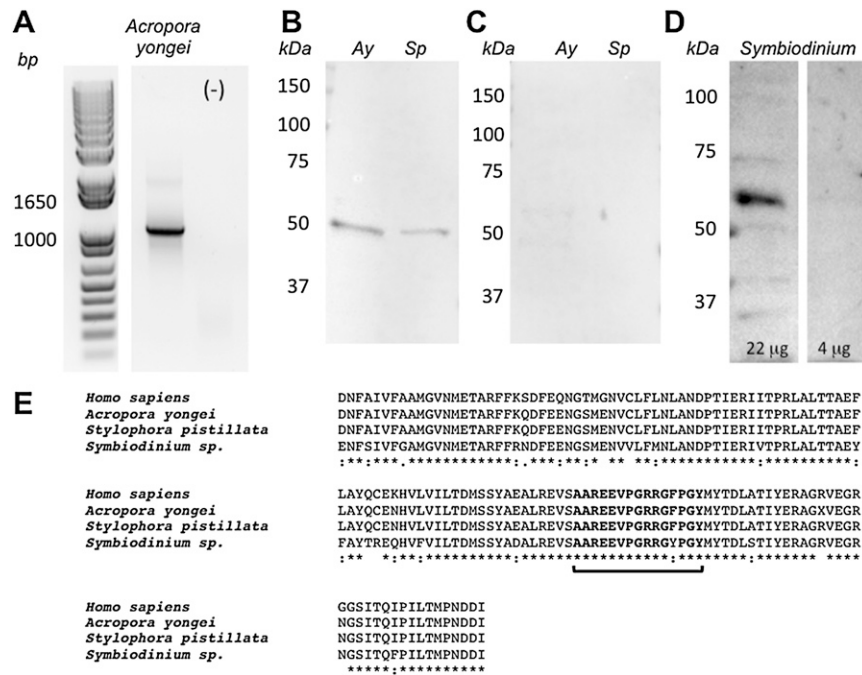 A
Acropora
yongei
bp
(-)
1650
1000
B
kDa
Ay Sp
150
100
75
50
37
C
kDa
Ay Sp
150
100
75
50
37
D
kDa
Symbiodinium
100
75
50
37
22 µg
4 µg
E
Homo sapiens DNFAIVFAAMGVNMETARFFKSDFEQNGTMGNVCLFLNLANDPTIERIITPRLALTTAEF
Acropora yongei DNFAIVFAAMGVNMETARFFKQDFEENGSMENVCLFLNLANDPTIERIITPRLALTTAEF
Stylophora pistillata DNFAIVFAAMGVNMETARFFKQDFEENGSMENVCLFLNLANDPTIERIITPRLALTTAEF
Symbiodinium sp. ENFSIVFGAMGVNMETARFFRNDFEENGSMENVVLFMNLANDPTIERIVTPRLALTTAEY
:**:***.************:.***:**:* ** **:***********:**********:
Homo sapiens LAYQCEKHVLVILTDMSSYAEALREVSAAREEVPGRRGFPGYMYTDLATIYERAGRVEGR
Acropora yongei LAYQCEKHVLVILTDMSSYAEALREVSAAREEVPGRRGFPGYMYTDLATIYERAGXVEGR
Stylophora pistillata LAYQCEKHVLVILTDMSSYAEALREVSAAREEVPGRRGFPGYMYTDLATIYERAGRVEGR
Symbiodinium sp. FAYTREQHVFVILTDMSSYADALREVSAAREEVPGRRGYPGYMYTDLSTIYERAGRVEGR
:** *:**:**********:*****************:********:******* ****
Homo sapiens GGSITQIPILTMPNDDI
Acropora yongei NGSITQIPILTMPNDDI
Stylophora pistillata NGSITQIPILTMPNDDI
Symbiodinium sp. NGSITQFPILTMPNDDI
*****:**********